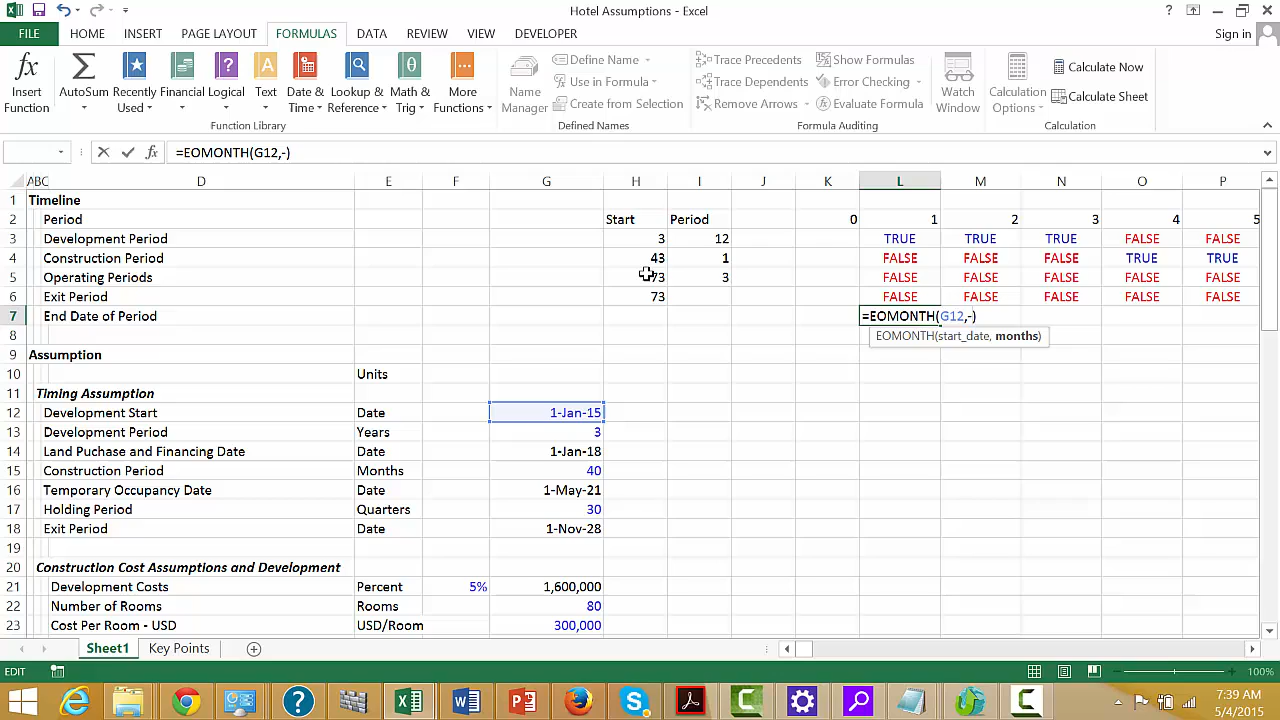 Hotel Assumptions - Excel
FILE HOME INSERT PAGE LAYOUT FORMULAS DATA REVIEW VIEW DEVELOPER Sign in
Insert Function
AutoSum
Recently Used
Financial
Logical
Text
Date & Time
Lookup & Reference
Math & Trig
More Functions
Function Library
Name Manager
Define Name
Use in Formula
Create from Selection
Defined Names
Trace Precedents
Trace Dependents
Remove Arrows
Show Formulas
Error Checking
Evaluate Formula
Formula Auditing
Watch Window
Calculation Options
Calculate Now
Calculate Sheet
Calculation
=EOMONTH(G12,-)
A B C D E F G H I J K L M N O P
1 Timeline
2 Period Start Period 0 1 2 3 4 5
3 Development Period 3 12 TRUE TRUE TRUE FALSE FALSE
4 Construction Period 43 1 FALSE FALSE FALSE TRUE TRUE
5 Operating Periods 73 3 FALSE FALSE FALSE FALSE FALSE
6 Exit Period 73 FALSE FALSE FALSE FALSE FALSE
7 End Date of Period =EOMONTH(G12,-)
8 EOMONTH(start_date, months)
9 Assumption
10 Units
11 Timing Assumption
12 Development Start Date 1-Jan-15
13 Development Period Years 3
14 Land Puchase and Financing Date Date 1-Jan-18
15 Construction Period Months 40
16 Temporary Occupancy Date Date 1-May-21
17 Holding Period Quarters 30
18 Exit Period Date 1-Nov-28
19
20 Construction Cost Assumptions and Development
21 Development Costs Percent 5% 1,600,000
22 Number of Rooms Rooms 80
23 Cost Per Room - USD USD/Room 300,000
Sheet1 Key Points
EDIT 100%
7:39 AM
5/4/2015